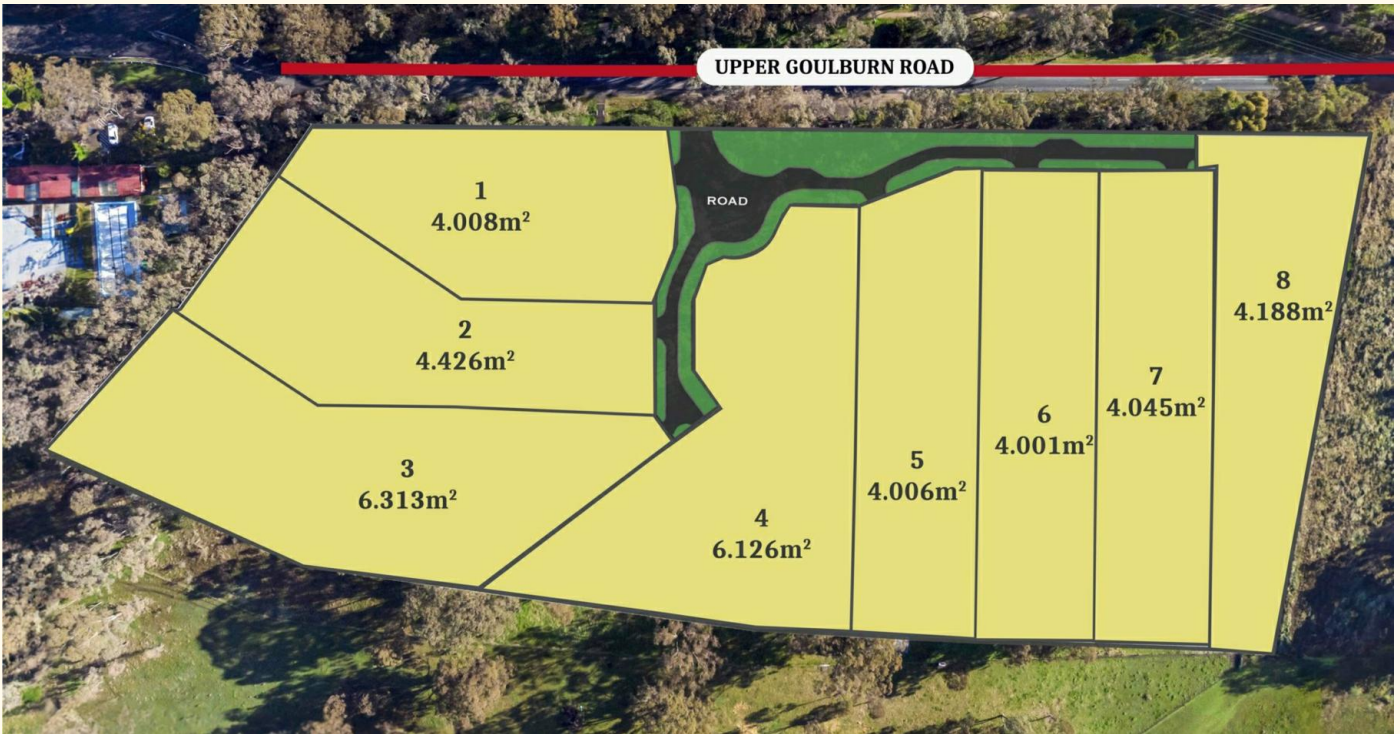 UPPER GOULBURN ROAD
ROAD
1
4.008m²
2
4.426m²
3
6.313m²
4
6.126m²
5
4.006m²
6
4.001m²
7
4.045m²
8
4.188m²